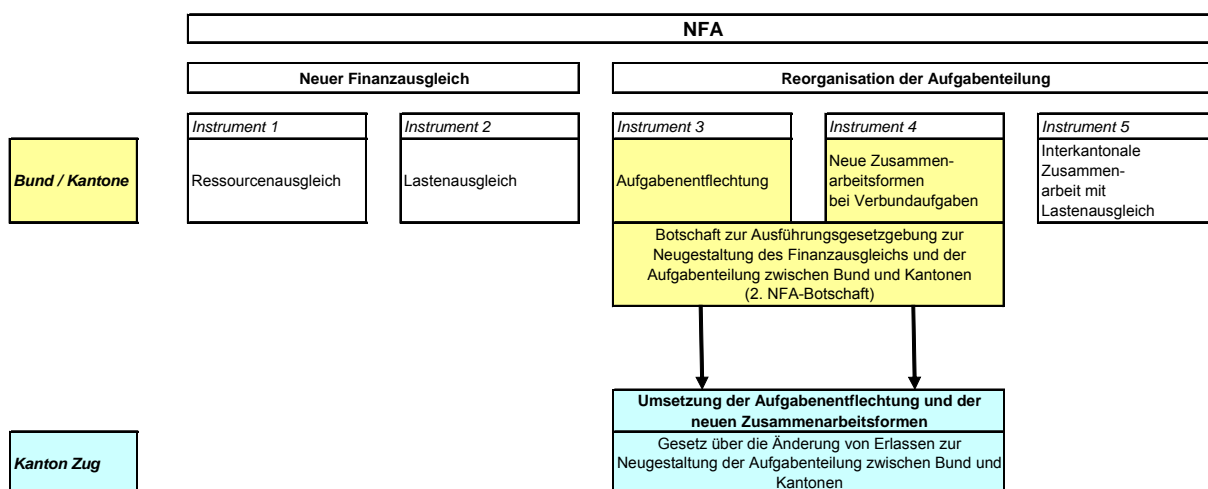 NFA
Neuer Finanzausgleich
Reorganisation der Aufgabenteilung
Instrument 1
Instrument 2
Instrument 3
Instrument 4
Instrument 5
Bund / Kantone
Ressourcenausgleich
Lastenausgleich
Aufgabenentflechtung
Neue Zusammen-
arbeitsformen
bei Verbundaufgaben
Interkantonale
Zusammen-
arbeit mit
Lastenausgleich
Botschaft zur Ausführungsgesetzgebung zur
Neugestaltung des Finanzausgleichs und der
Aufgabenteilung zwischen Bund und Kantonen
(2. NFA-Botschaft)
Umsetzung der Aufgabenentflechtung und der
neuen Zusammenarbeitsformen
Kanton Zug
Gesetz über die Änderung von Erlassen zur
Neugestaltung der Aufgabenteilung zwischen Bund und
Kantonen